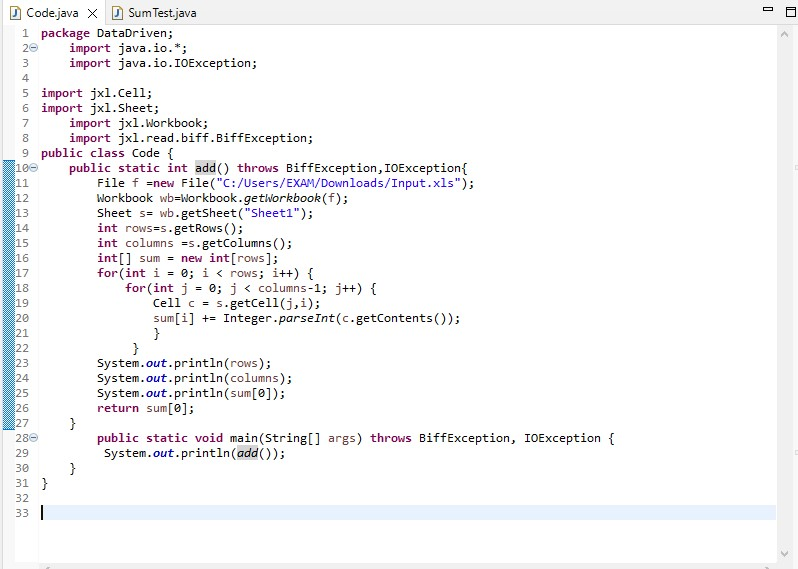 Code.java
SumTest.java
1 package DataDriven;
2 import java.io.*;
3 import java.io.IOException;
4
5 import jxl.Cell;
6 import jxl.Sheet;
7 import jxl.Workbook;
8 import jxl.read.biff.BiffException;
9 public class Code {
10 public static int add() throws BiffException,IOException{
11 File f =new File("C:/Users/EXAM/Downloads/Input.xls");
12 Workbook wb=Workbook.getWorkbook(f);
13 Sheet s= wb.getSheet("Sheet1");
14 int rows=s.getRows();
15 int columns =s.getColumns();
16 int[] sum = new int[rows];
17 for(int i = 0; i < rows; i++) {
18 for(int j = 0; j < columns-1; j++) {
19 Cell c = s.getCell(j,i);
20 sum[i] += Integer.parseInt(c.getContents());
21 }
22 }
23 System.out.println(rows);
24 System.out.println(columns);
25 System.out.println(sum[0]);
26 return sum[0];
27 }
28 public static void main(String[] args) throws BiffException, IOException {
29 System.out.println(add());
30 }
31 }
32
33